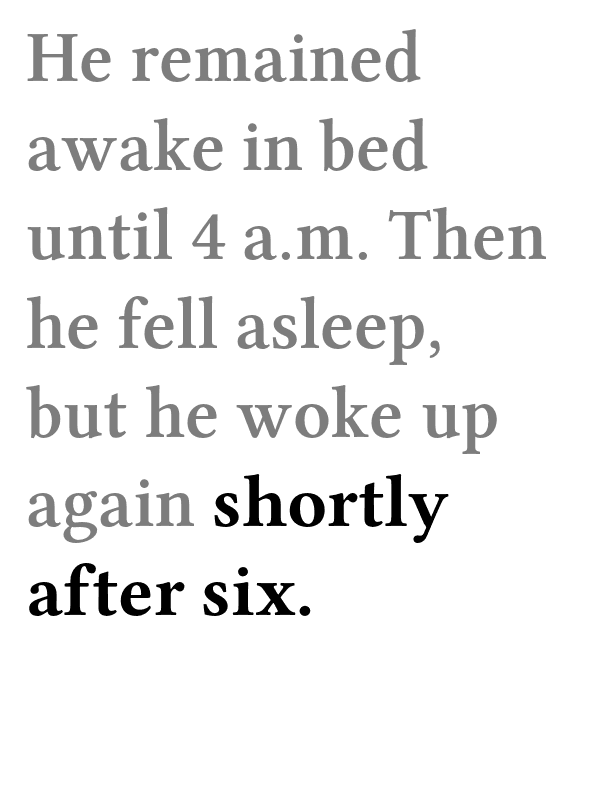 He remained
awake in bed
until 4 a.m. Then
he fell asleep,
but he woke up
again shortly
after six.